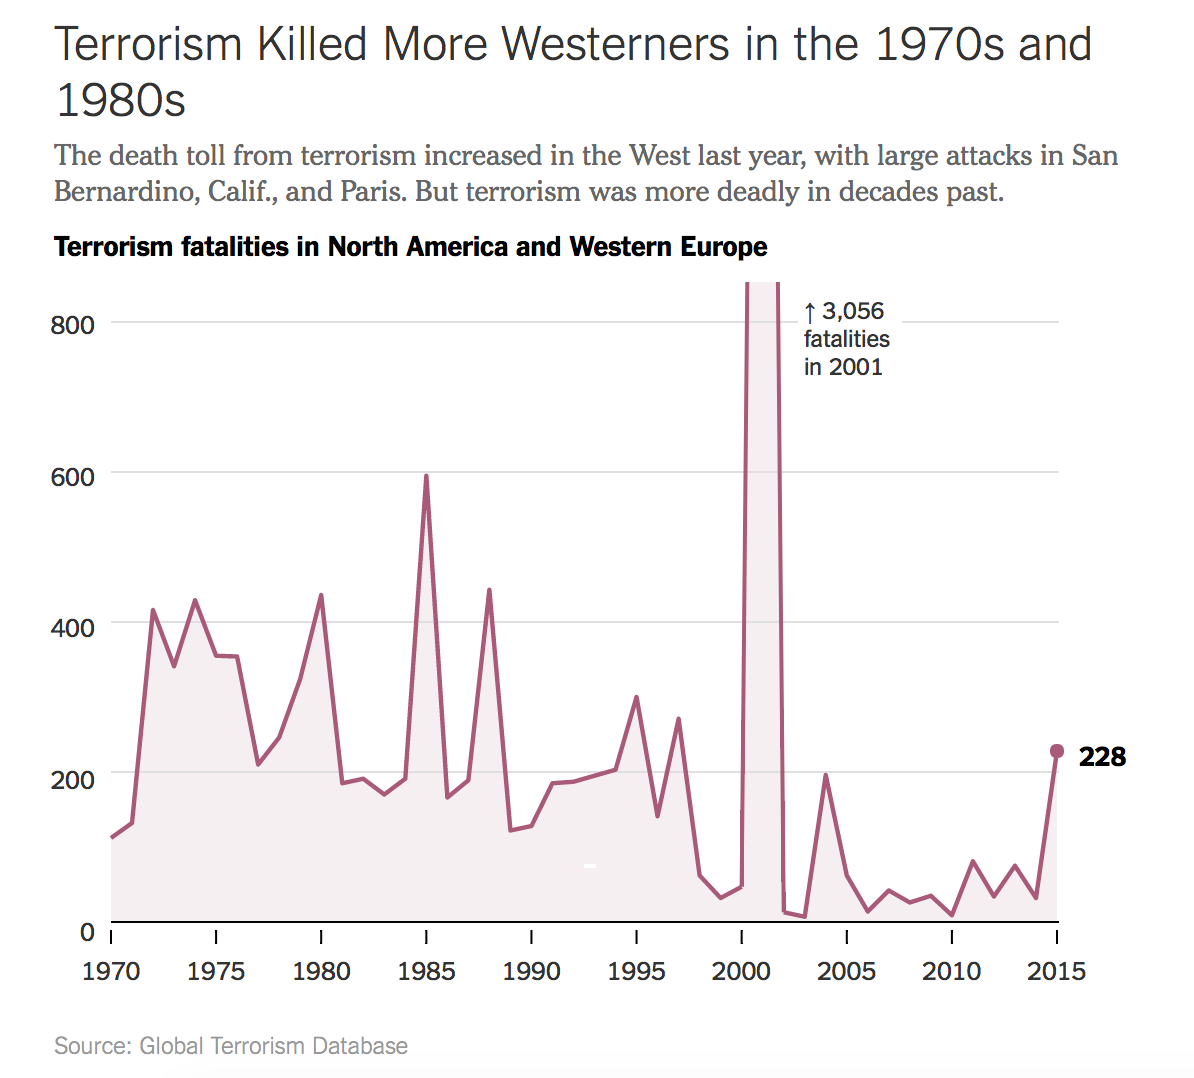 Terrorism Killed More Westerners in the 1970s and
1980s
The death toll from terrorism increased in the West last year, with large attacks in San
Bernardino, Calif., and Paris. But terrorism was more deadly in decades past.
Terrorism fatalities in North America and Western Europe
800
↑ 3,056
fatalities
in 2001
600
400
200
228
0
1970 1975 1980 1985 1990 1995 2000 2005 2010 2015
Source: Global Terrorism Database